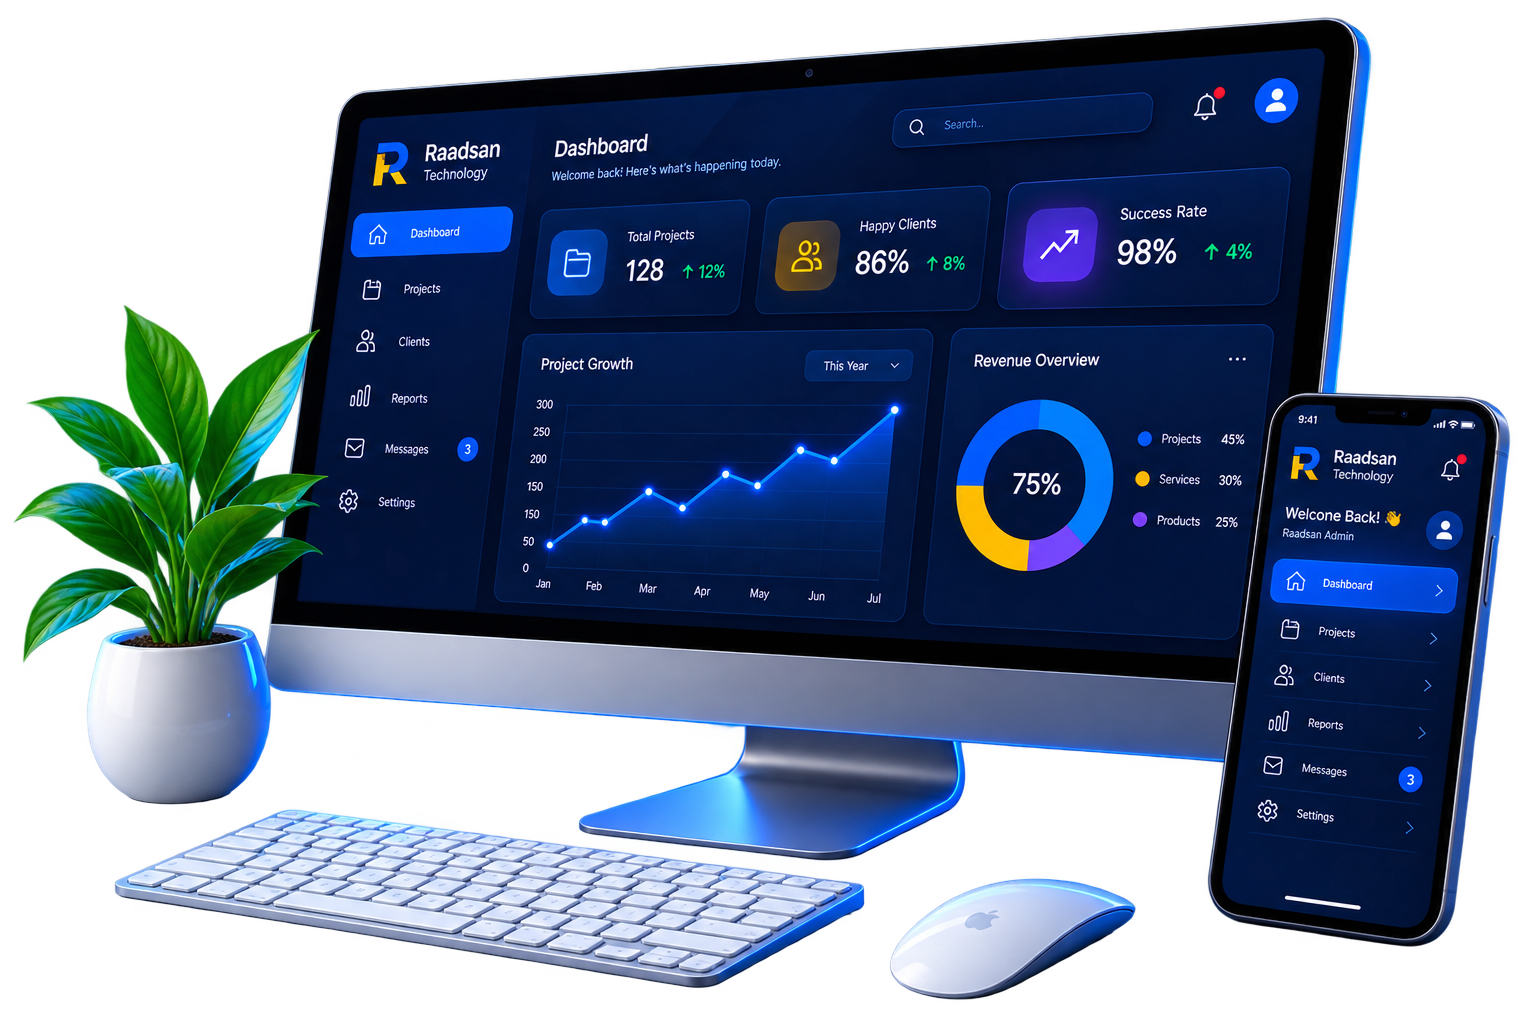 Raadsan
Technology
Dashboard
Projects
Clients
Reports
Messages 3
Settings
Dashboard
Welcome back! Here's what's happening today.
Search...
Total Projects
128 ↑ 12%
Happy Clients
86% ↑ 8%
Success Rate
98% ↑ 4%
Project Growth
This Year
300
250
200
150
150
50
0
Jan Feb Mar Apr May Jun Jul
Revenue Overview
75%
Projects 45%
Services 30%
Products 25%
9:41
Raadsan
Technology
Welcone Back! 👋
Raadsan Admin
Dashboard
Projects
Clients
Reports
Messages 3
Settings